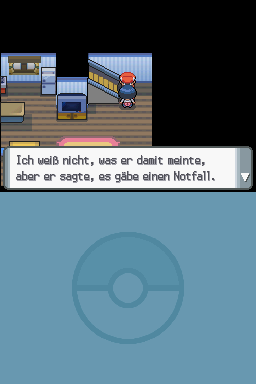 Ich weiß nicht, was er damit meinte,
aber er sagte, es gäbe einen Notfall.